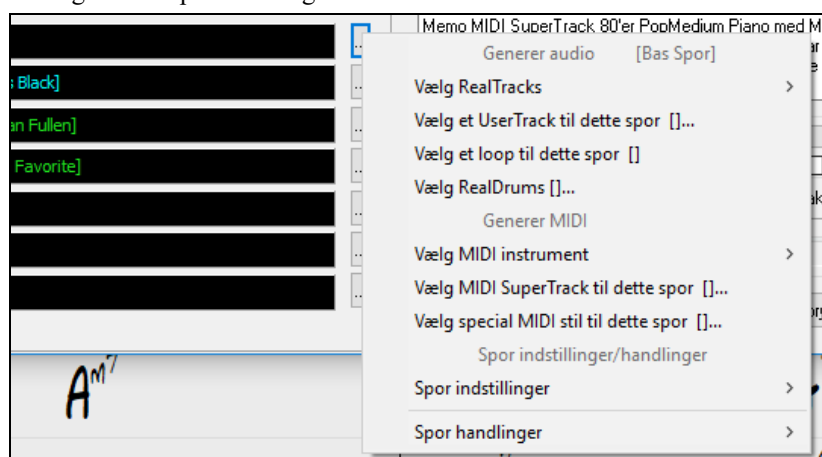 Memo MIDI SuperTrack 80'er PopMedium Piano med M
Generer audio [Bas Spor]
Black]
Vælg RealTracks
an Fullen]
Vælg et UserTrack til dette spor []...
Favorite]
Vælg et loop til dette spor []
Vælg RealDrums []...
Generer MIDI
Vælg MIDI instrument
Vælg MIDI SuperTrack til dette spor []...
Vælg special MIDI stil til dette spor []...
Spor indstillinger/handlinger
Am7
Spor indstillinger
Spor handlinger